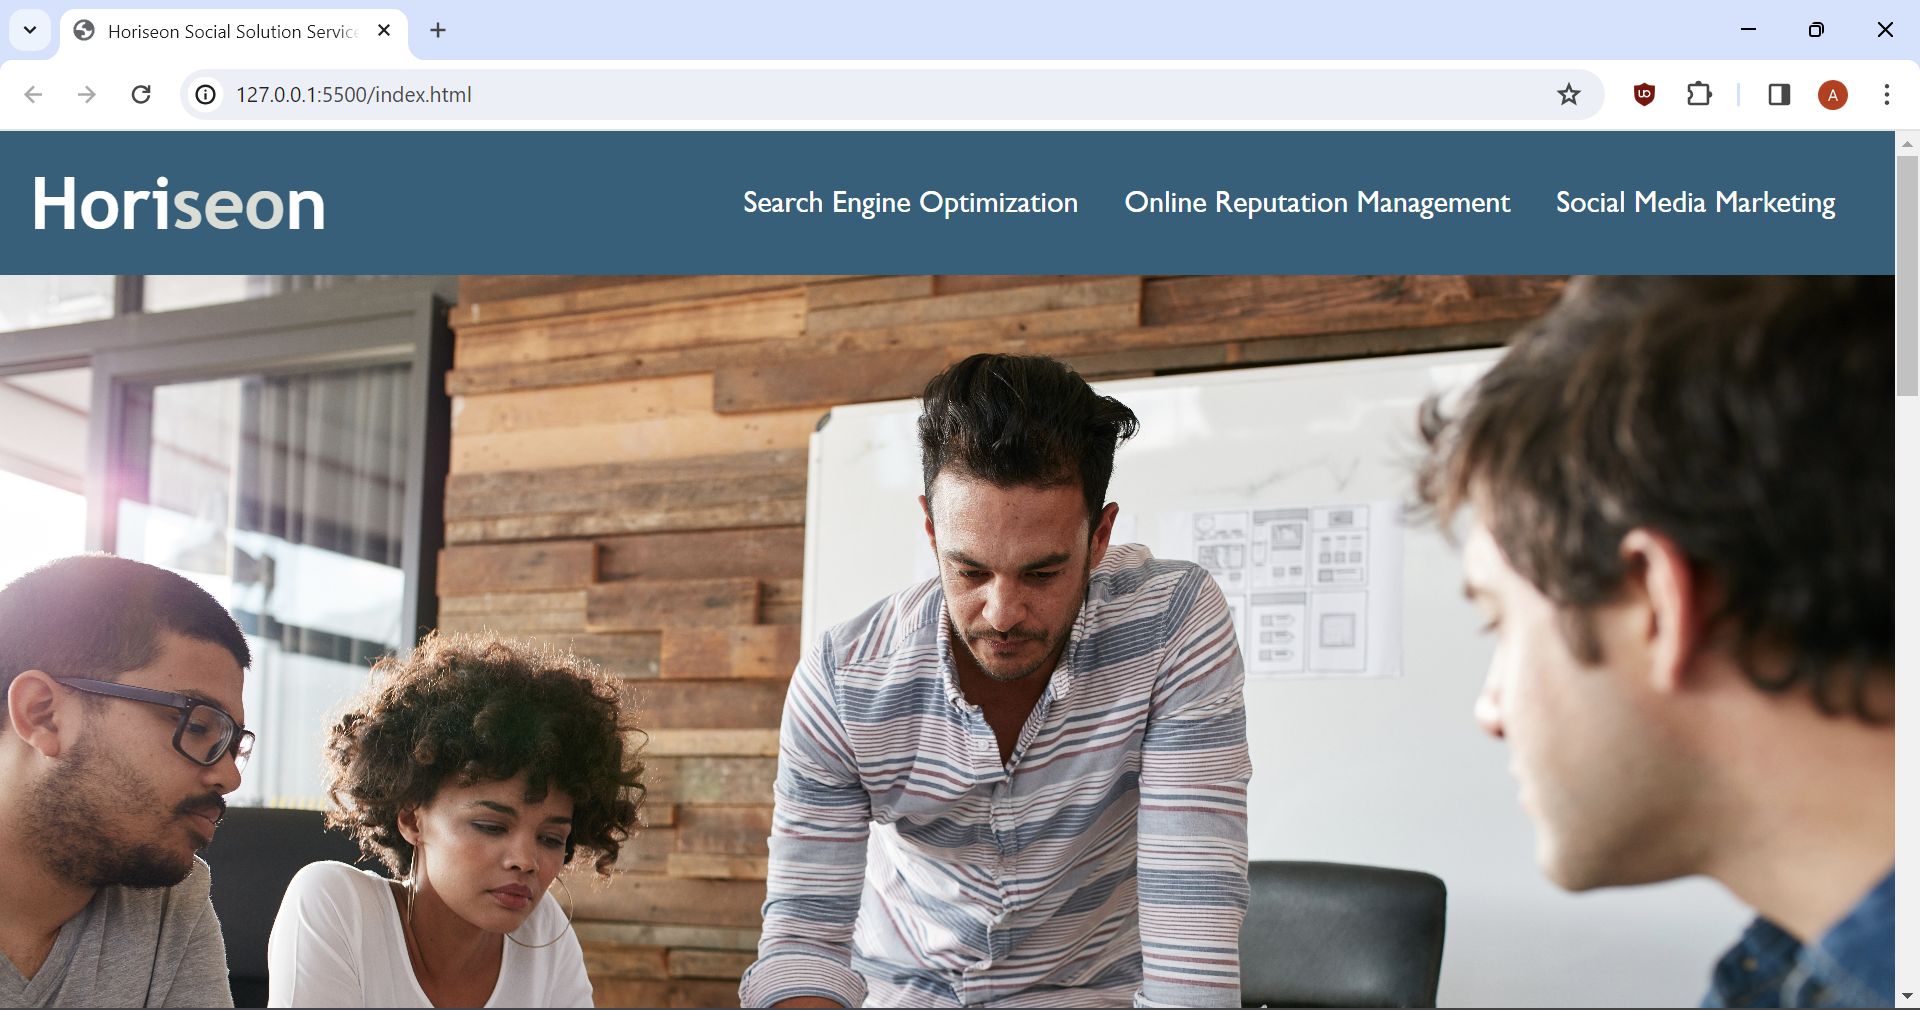 Horiseon Social Solution Service
127.0.0.1:5500/index.html
A
Horiseon
Search Engine Optimization
Online Reputation Management
Social Media Marketing